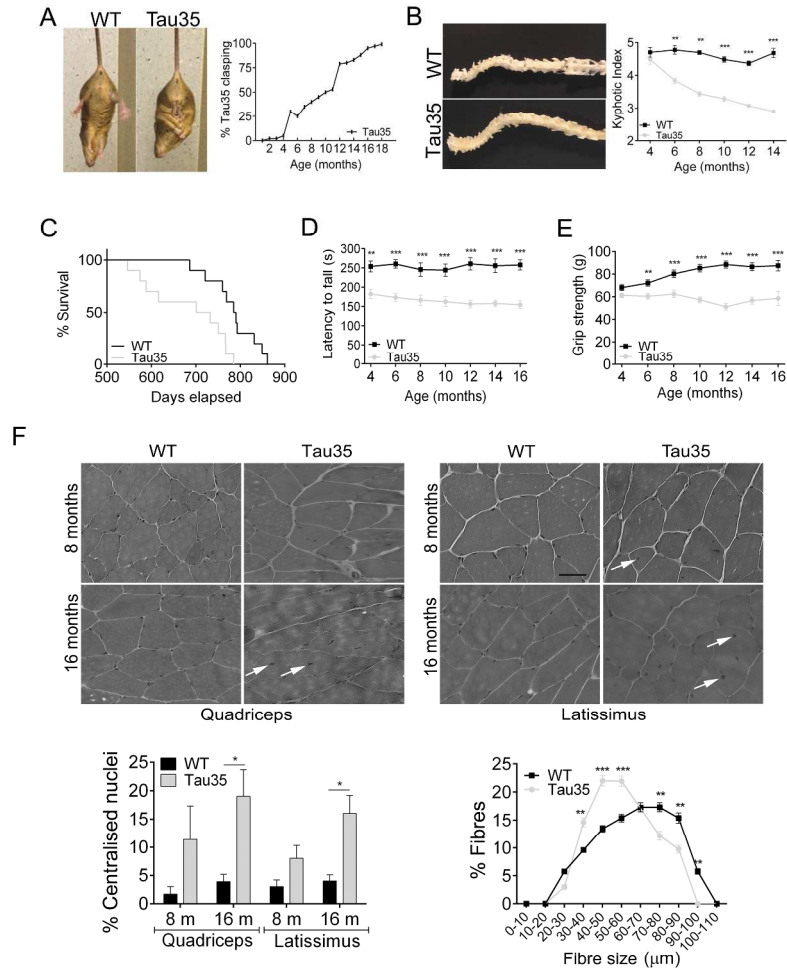 A
WT Tau35
% Tau35 clasping
100
75
50
25
0
2 4 6 8 10 12 14 16 18
Age (months)
Tau35
B
WT
Tau35
Kyphotic Index
5
4
3
2
** ** *** *** ***
WT
Tau35
4 6 8 10 12 14
Age (months)
C
% Survival
100
50
0
WT
Tau35
500 600 700 800 900
Days elapsed
D
Latency to fall (s)
300
250
200
150
100
50
0
** *** *** *** *** *** ***
WT
Tau35
4 6 8 10 12 14 16
Age (months)
E
Grip strength (g)
100
80
60
40
20
0
** *** *** *** *** ***
WT
Tau35
4 6 8 10 12 14 16
Age (months)
F
WT Tau35 WT Tau35
8 months 8 months
16 months 16 months
Quadriceps Latissimus
% Centralised nuclei
25
20
15
10
5
0
WT
Tau35
* *
8 m 16 m 8 m 16 m
Quadriceps Latissimus
% Fibres
25
20
15
10
5
0
WT
Tau35
** *** *** ** ** **
0-10
10-20
20-30
30-40
40-50
50-60
60-70
70-80
80-90
90-100
100-110
Fibre size (μm)